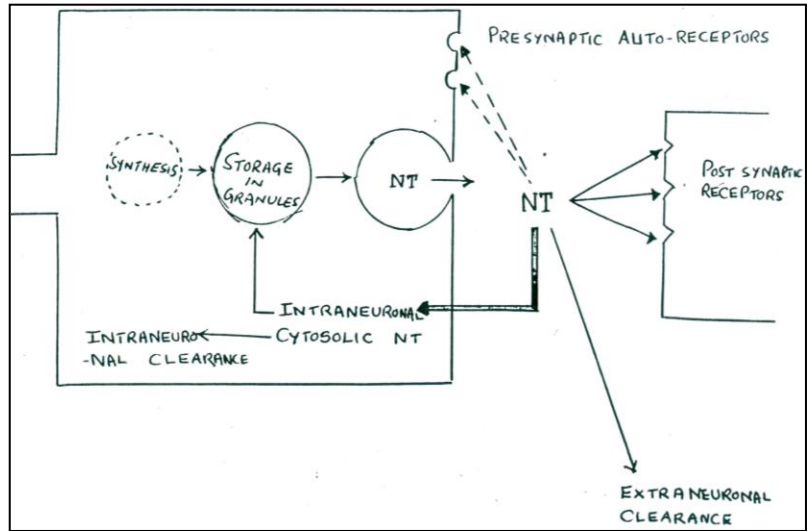 PRESYNAPTIC AUTO-RECEPTORS
SYNTHESIS
STORAGE
IN
GRANULES
NT
NT
POST SYNAPTIC
RECEPTORS
INTRANEURONAL
CYTOSOLIC NT
INTRANEURO
-NAL CLEARANCE
EXTRANEURONAL
CLEARANCE